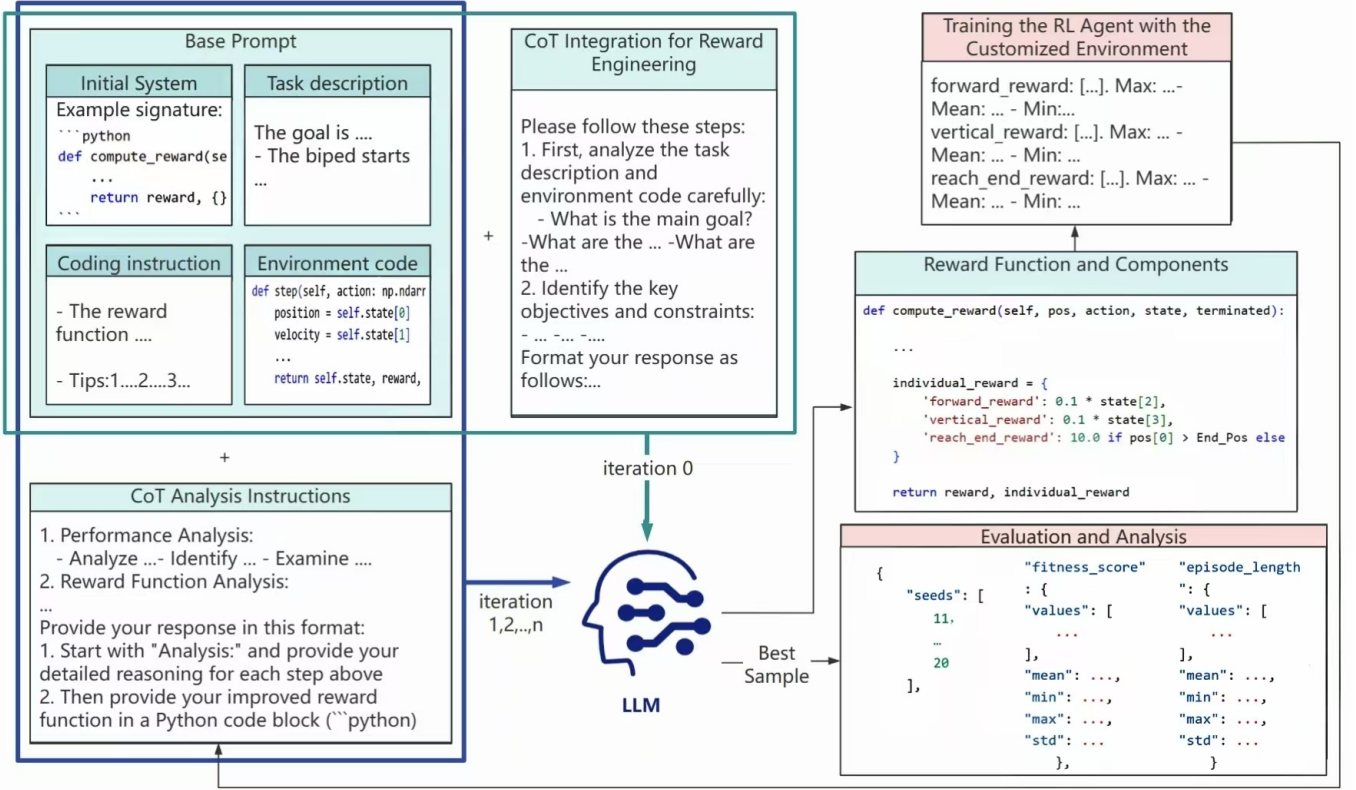 Base Prompt
Initial System
Example signature:
```python
def compute_reward(se
...
return reward, {}
```
Task description
The goal is ....
- The biped starts
...
Coding instruction
- The reward
function ....
- Tips:1....2....3...
Environment code
def step(self, action: np.ndarr
position = self.state[0]
velocity = self.state[1]
...
return self.state, reward,
+
CoT Integration for Reward
Engineering
Please follow these steps:
1. First, analyze the task
description and
environment code carefully:
- What is the main goal?
-What are the ... -What are
the ...
2. Identify the key
objectives and constraints:
- ... -... -....
Format your response as
follows:...
+
CoT Analysis Instructions
1. Performance Analysis:
- Analyze ...- Identify ... - Examine ....
2. Reward Function Analysis:
...
Provide your response in this format:
1. Start with "Analysis:" and provide your
detailed reasoning for each step above
2. Then provide your improved reward
function in a Python code block (```python)
iteration 0
iteration
1,2,..,n
LLM
Best
Sample
Training the RL Agent with the
Customized Environment
forward_reward: [...]. Max: ...-
Mean: ... - Min:...
vertical_reward: [...]. Max: ... -
Mean: ... - Min: ...
reach_end_reward: [...]. Max: ... -
Mean: ... - Min: ...
Reward Function and Components
def compute_reward(self, pos, action, state, terminated):
...
individual_reward = {
'forward_reward': 0.1 * state[2],
'vertical_reward': 0.1 * state[3],
'reach_end_reward': 10.0 if pos[0] > End_Pos else
}
return reward, individual_reward
Evaluation and Analysis
{
"seeds": [
11,
…
20
],
"fitness_score"
: {
"values": [
...
],
"mean": ...,
"min": ...,
"max": ...,
"std": ...
},
"episode_length
": {
"values": [
...
],
"mean": ...,
"min": ...,
"max": ...,
"std": ...
}